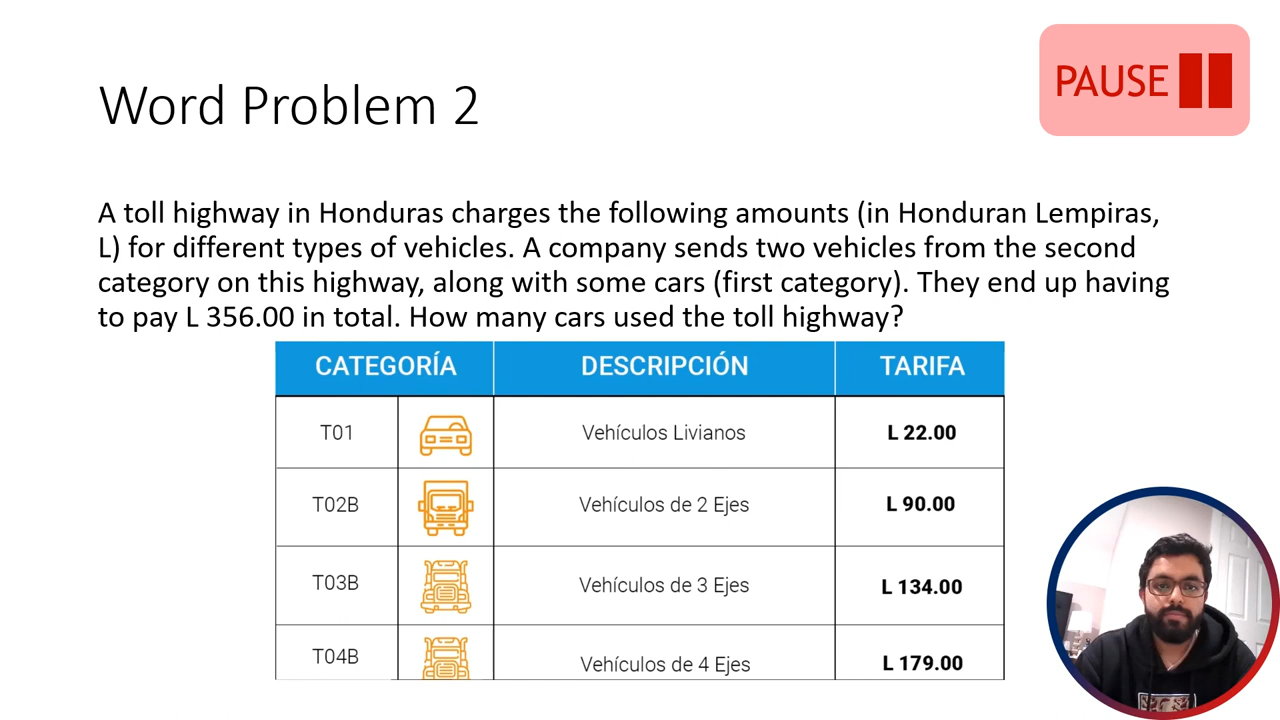 PAUSE
Word Problem 2
A toll highway in Honduras charges the following amounts (in Honduran Lempiras,
L) for different types of vehicles. A company sends two vehicles from the second
category on this highway, along with some cars (first category). They end up having
to pay L 356.00 in total. How many cars used the toll highway?
CATEGORÍA DESCRIPCIÓN TARIFA
T01 Vehículos Livianos L 22.00
T02B Vehículos de 2 Ejes L 90.00
T03B Vehículos de 3 Ejes L 134.00
T04B Vehículos de 4 Ejes L 179.00